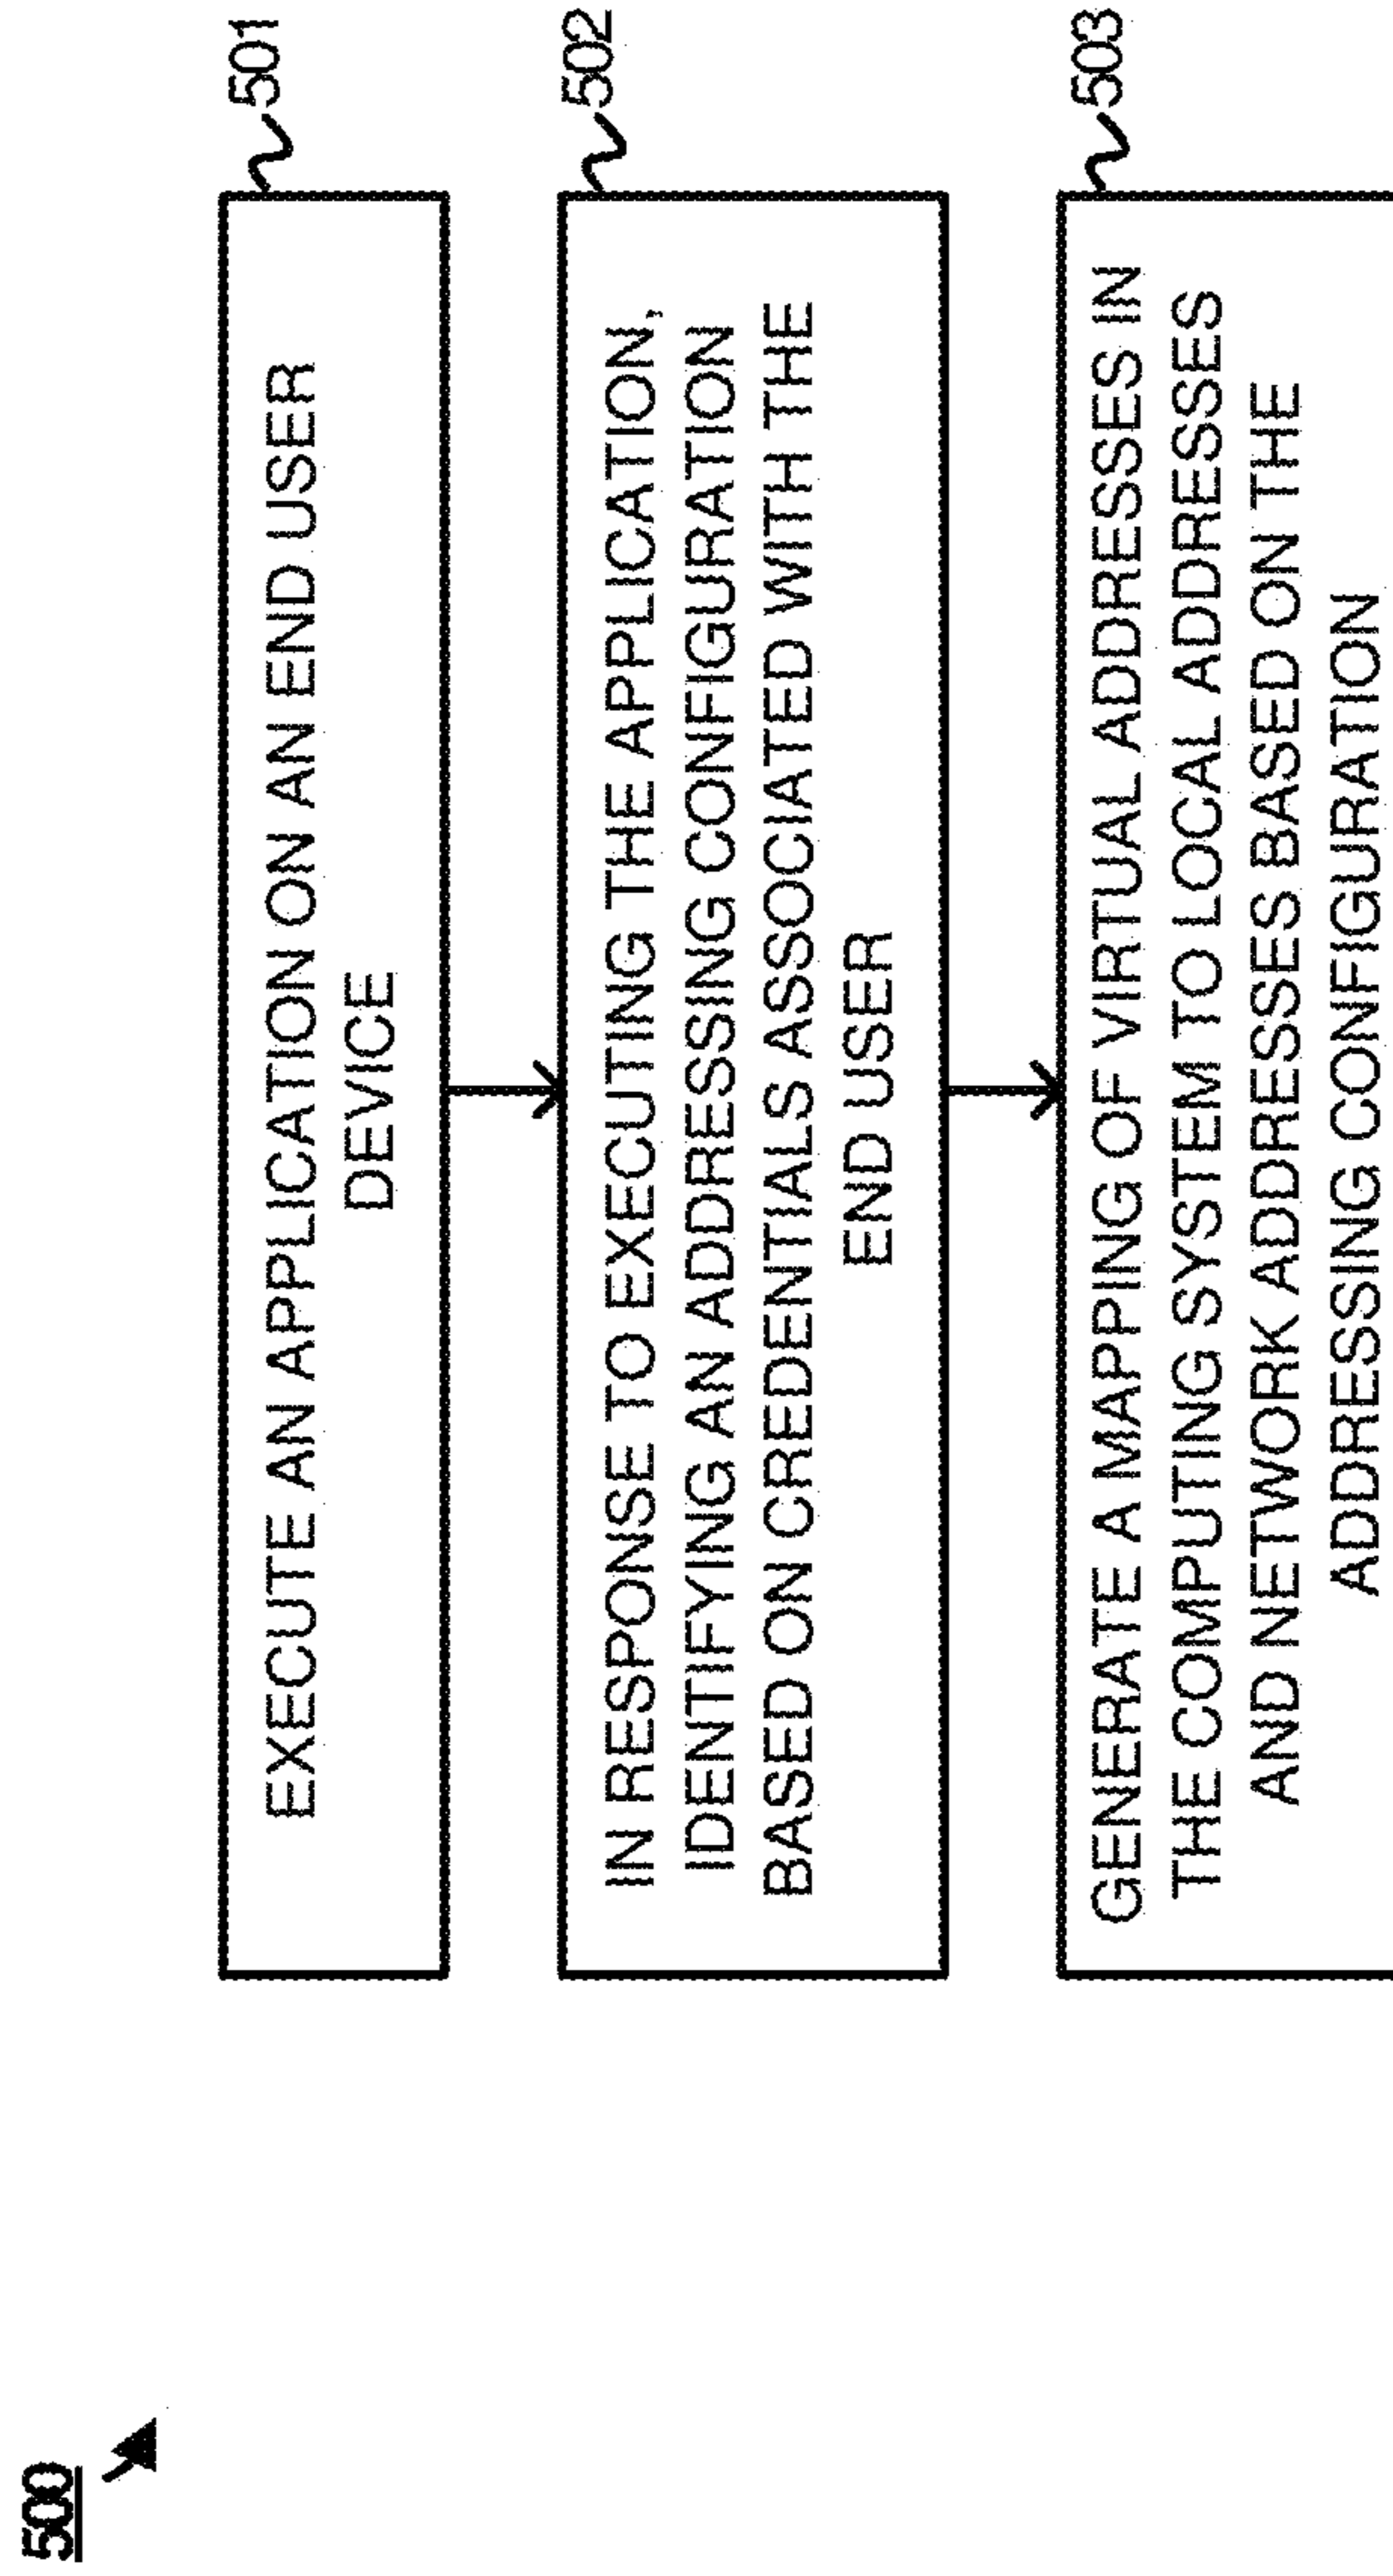 500
501
EXECUTE AN APPLICATION ON AN END USER
DEVICE
502
IN RESPONSE TO EXECUTING THE APPLICATION,
IDENTIFYING AN ADDRESSING CONFIGURATION
BASED ON CREDENTIALS ASSOCIATED WITH THE
END USER
503
GENERATE A MAPPING OF VIRTUAL ADDRESSES IN
THE COMPUTING SYSTEM TO LOCAL ADDRESSES
AND NETWORK ADDRESSES BASED ON THE
ADDRESSING CONFIGURATION